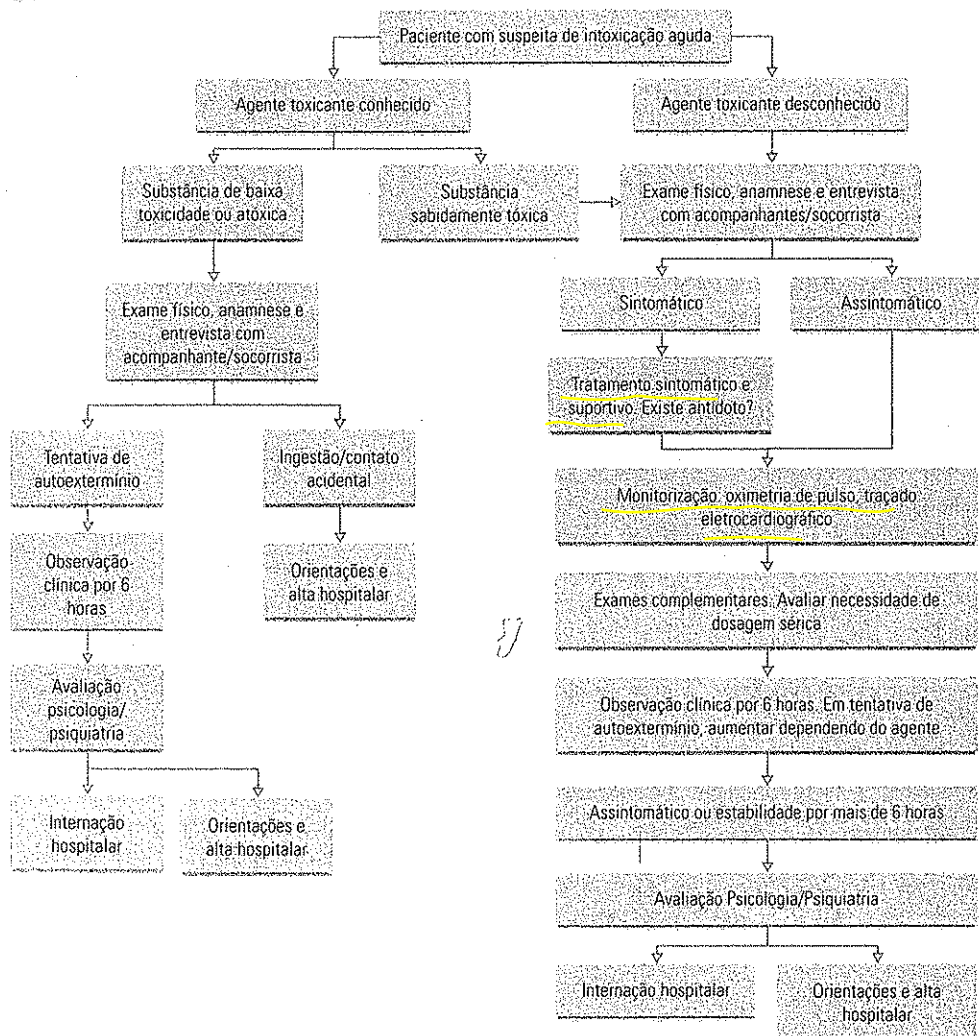 Paciente com suspeita de intoxicação aguda
Agente toxicante conhecido
Agente toxicante desconhecido
Substância de baixa
toxicidade ou atóxica
Substância
sabidamente tóxica
Exame físico, anamnese e entrevista
com acompanhantes/socorrista
Exame físico, anamnese e
entrevista com
acompanhante/socorrista
Sintomático
Assintomático
Tratamento sintomático e
suportivo. Existe antídoto?
Tentativa de
autoextermínio
Ingestão/contato
acidental
Monitorização, oximetria de pulso, traçado
eletrocardiográfico
Observação
clínica por 6
horas
Orientações e
alta hospitalar
Exames complementares. Avaliar necessidade de
dosagem sérica
Avaliação
psicologia/
psiquiatria
Observação clínica por 6 horas. Em tentativa de
autoextermínio, aumentar dependendo do agente
Internação
hospitalar
Orientações e
alta hospitalar
Assintomático ou estabilidade por mais de 6 horas
Avaliação Psicologia/Psiquiatria
Internação hospitalar
Orientações e alta
hospitalar